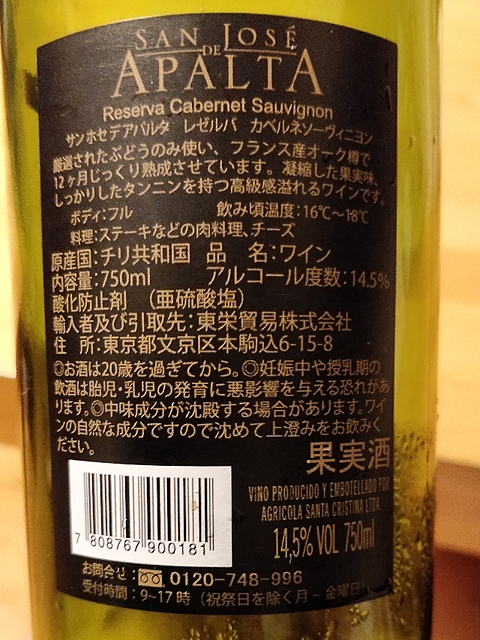 SAN JOSÉ
DE
APALTA
Reserva Cabernet Sauvignon
サンホセデアパルタ レゼルバ カベルネソーヴィニヨン
厳選されたぶどうのみ使い、フランス産オーク樽で
12ヶ月じっくり熟成させています。凝縮した果実味、
しっかりしたタンニンを持つ高級感溢れるワインです。
ボディ:フル 飲み頃温度:16℃～18℃
料理:ステーキなどの肉料理、チーズ
原産国:チリ共和国 品 名:ワイン
内容量:750ml アルコール度数:14.5%
酸化防止剤 (亜硫酸塩)
輸入者及び引取先:東栄貿易株式会社
住 所:東京都文京区本駒込6-15-8
◎お酒は20歳を過ぎてから。◎妊娠中や授乳期の
飲酒は胎児・乳児の発育に悪影響を与える恐れがあ
ります。◎中味成分が沈殿する場合があります。ワイ
ンの自然な成分ですので沈めて上澄みをお飲みく
ださい。
果実酒
VINO PRODUCIDO Y EMBOTELLADO POR
AGRICOLA SANTA CRISTINA LTDA.
14,5% VOL 750ml
7 808767 900181
お問合せ: 0120-748-996
受付時間:9~17時(祝祭日を除く月～金曜日)